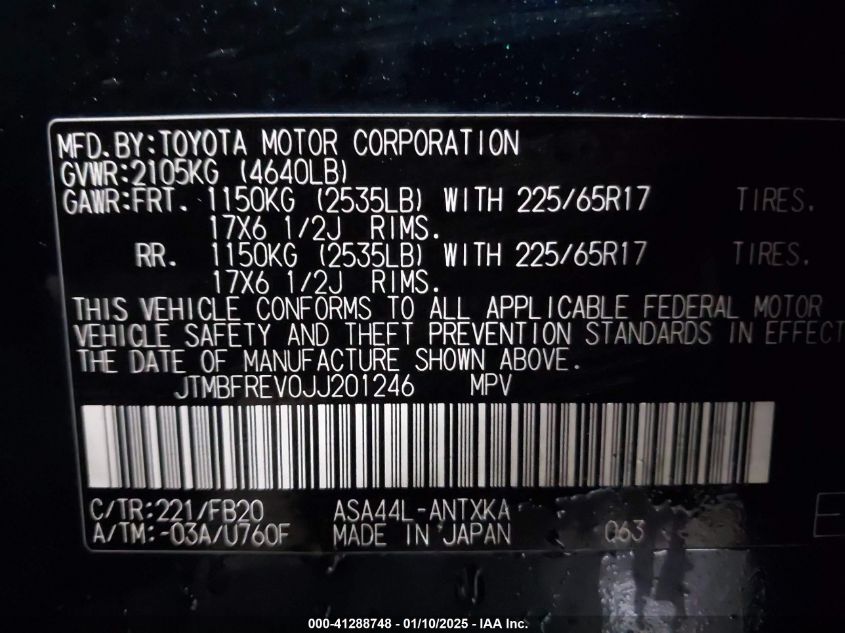 MFD. BY: TOYOTA MOTOR CORPORATION
GVWR: 2105KG (4640LB)
GAWR: FRT. 1150KG (2535LB) WITH 225/65R17 TIRES.
17X6 1/2J RIMS.
RR. 1150KG (2535LB) WITH 225/65R17 TIRES.
17X6 1/2J RIMS.
THIS VEHICLE CONFORMS TO ALL APPLICABLE FEDERAL MOTOR
VEHICLE SAFETY AND THEFT PREVENTION STANDARDS IN EFFECT
THE DATE OF MANUFACTURE SHOWN ABOVE.
JTMBFREV0JJ201246 MPV
C/TR: 221/FB20 ASA44L-ANTXKA
A/TM: -03A/U760F MADE IN JAPAN 063
000-41288748 - 01/10/2025 - IAA Inc.